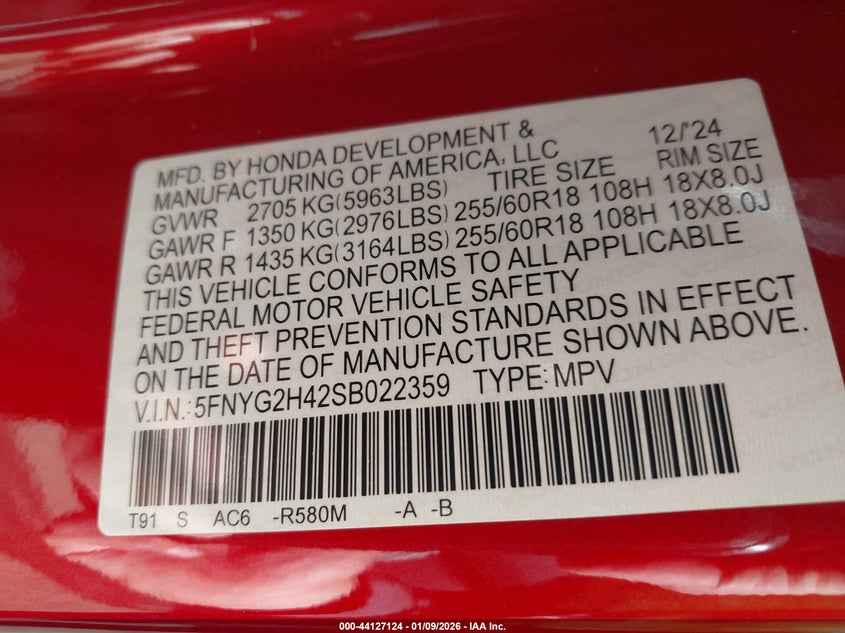 MFD. BY HONDA DEVELOPMENT & 12/'24
MANUFACTURING OF AMERICA, LLC
GVWR 2705 KG(5963LBS) TIRE SIZE RIM SIZE
GAWR F 1350 KG(2976LBS) 255/60R18 108H 18X8.0J
GAWR R 1435 KG(3164LBS) 255/60R18 108H 18X8.0J
THIS VEHICLE CONFORMS TO ALL APPLICABLE
FEDERAL MOTOR VEHICLE SAFETY
AND THEFT PREVENTION STANDARDS IN EFFECT
ON THE DATE OF MANUFACTURE SHOWN ABOVE.
V.I.N.:5FNYG2H42SB022359 TYPE:MPV
T91 S AC6 -R580M -A -B
000-44127124 - 01/09/2026 - IAA Inc.